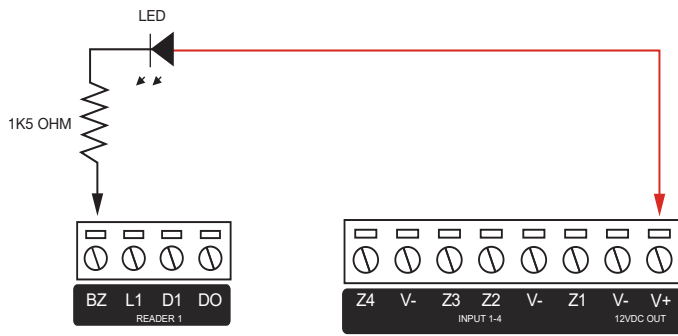 LED
1K5 OHM
BZ L1 D1 DO
READER 1
Z4 V- Z3 Z2 V- Z1 V- V+
INPUT 1-4 12VDC OUT